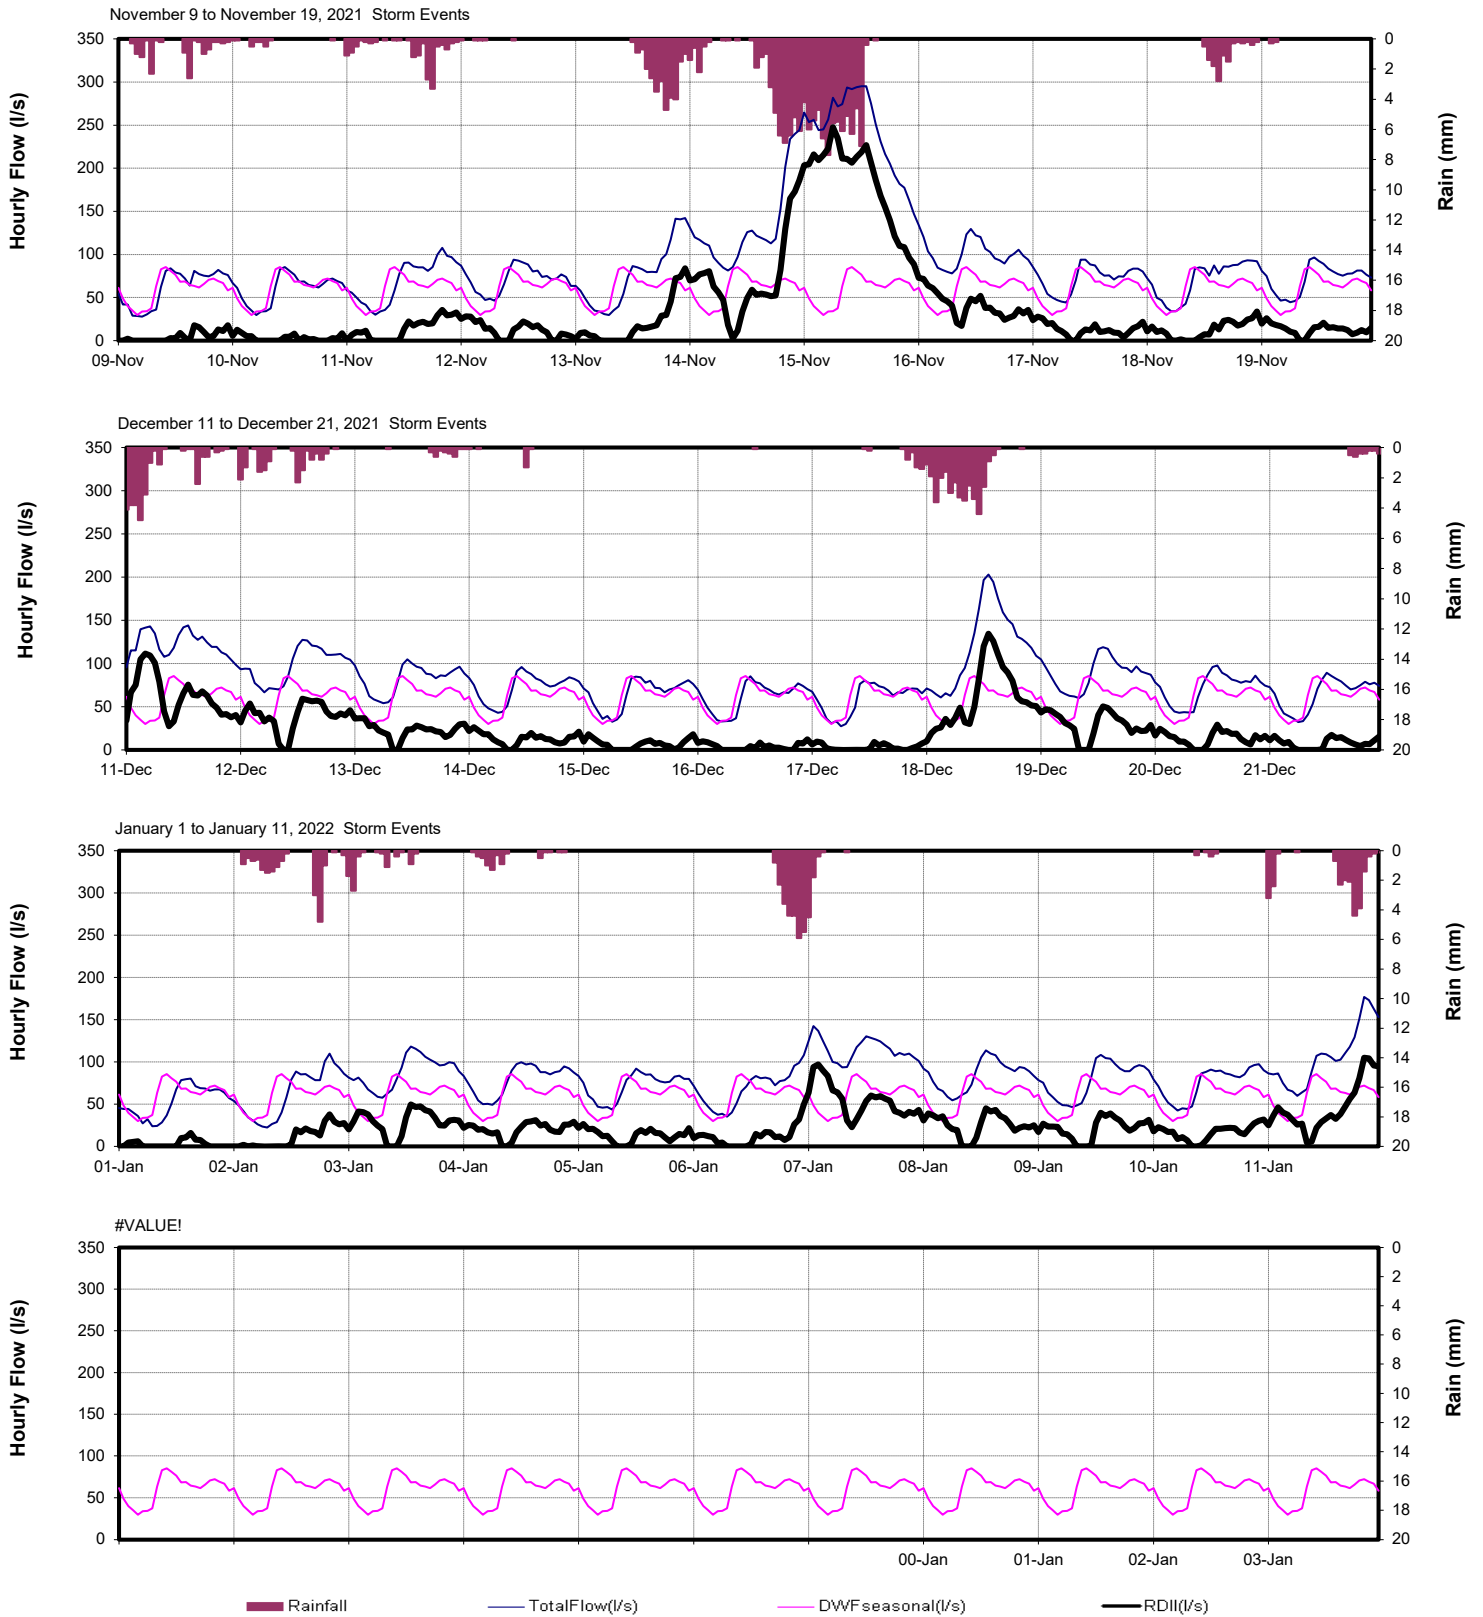 November 9 to November 19, 2021  Storm Events
350 0
300 2
4
250 6
200 8
10
150 12
100 14
16
50 18
0 20
Hourly Flow (l/s)
Rain (mm)
09-Nov 10-Nov 11-Nov 12-Nov 13-Nov 14-Nov 15-Nov 16-Nov 17-Nov 18-Nov 19-Nov
December 11 to December 21, 2021  Storm Events
350 0
300 2
4
250 6
200 8
10
150 12
100 14
16
50 18
0 20
Hourly Flow (l/s)
Rain (mm)
11-Dec 12-Dec 13-Dec 14-Dec 15-Dec 16-Dec 17-Dec 18-Dec 19-Dec 20-Dec 21-Dec
January 1 to January 11, 2022  Storm Events
350 0
300 2
4
250 6
200 8
10
150 12
100 14
16
50 18
0 20
Hourly Flow (l/s)
Rain (mm)
01-Jan 02-Jan 03-Jan 04-Jan 05-Jan 06-Jan 07-Jan 08-Jan 09-Jan 10-Jan 11-Jan
#VALUE!
350 0
300 2
4
250 6
200 8
10
150 12
100 14
16
50 18
0 20
Hourly Flow (l/s)
Rain (mm)
00-Jan 01-Jan 02-Jan 03-Jan
Rainfall TotalFlow(l/s) DWFseasonal(l/s) RDII(l/s)